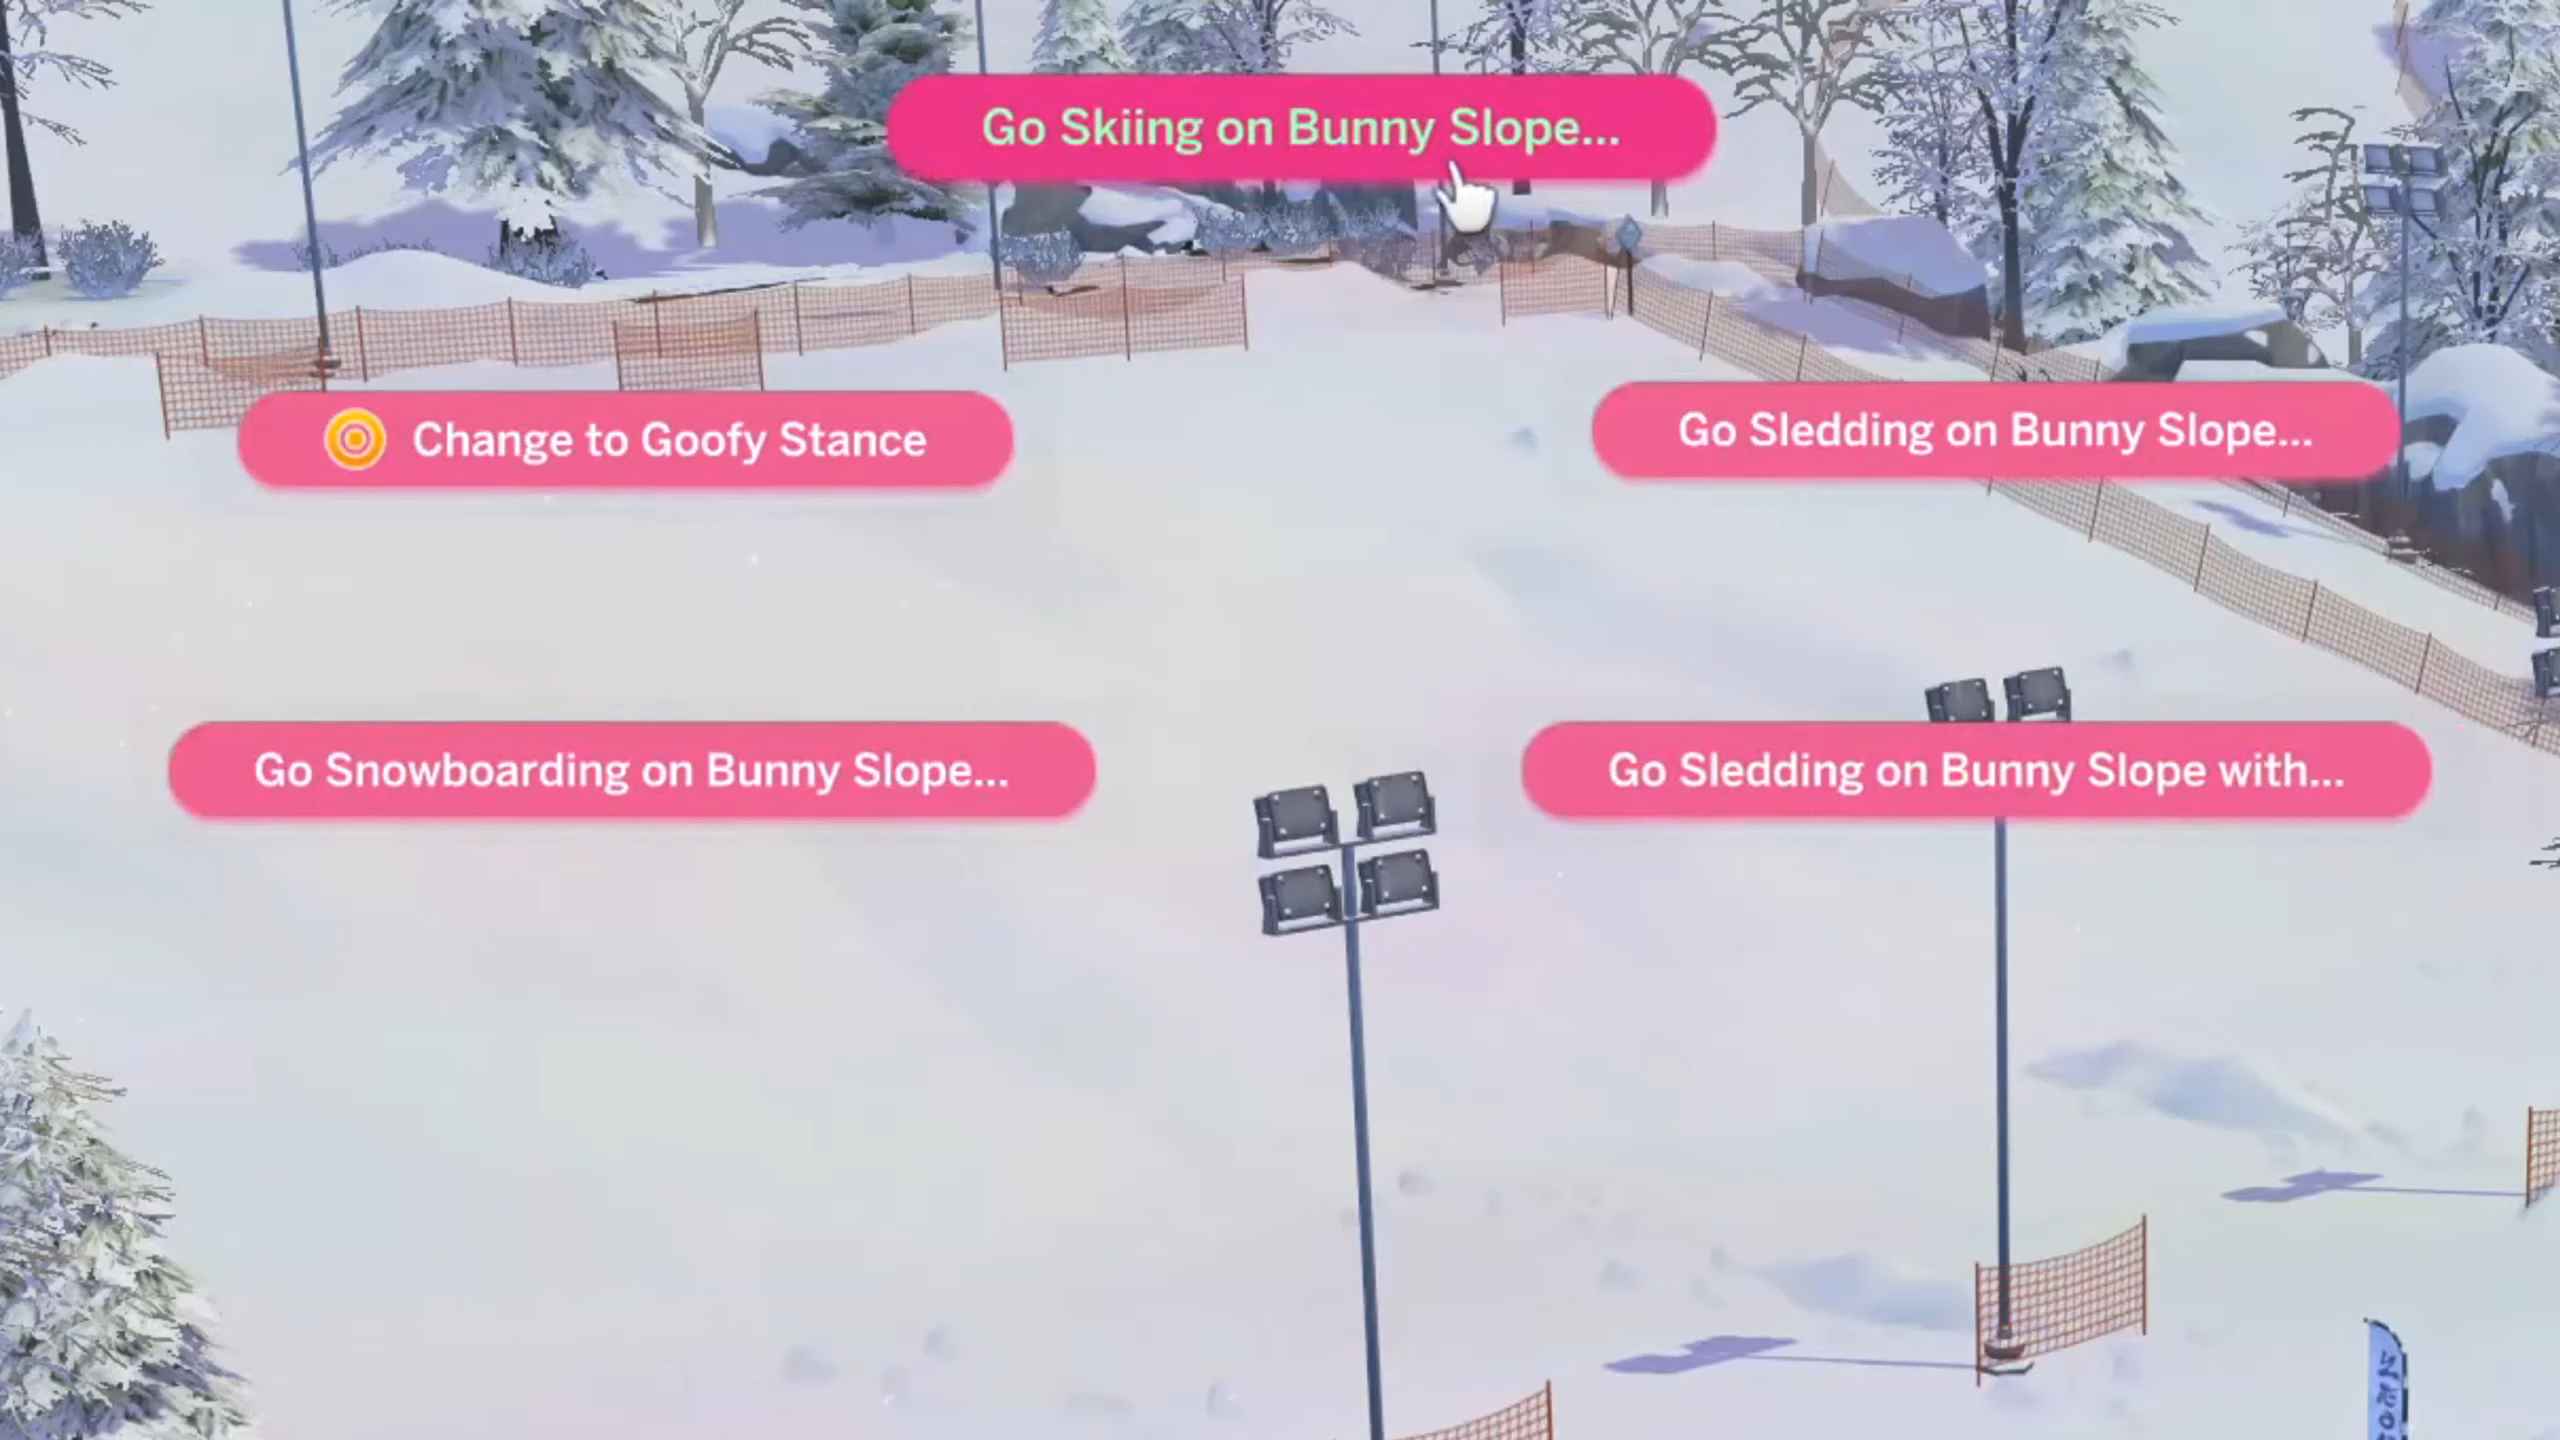 Go Skiing on Bunny Slope...
Change to Goofy Stance
Go Sledding on Bunny Slope...
Go Snowboarding on Bunny Slope...
Go Sledding on Bunny Slope with...